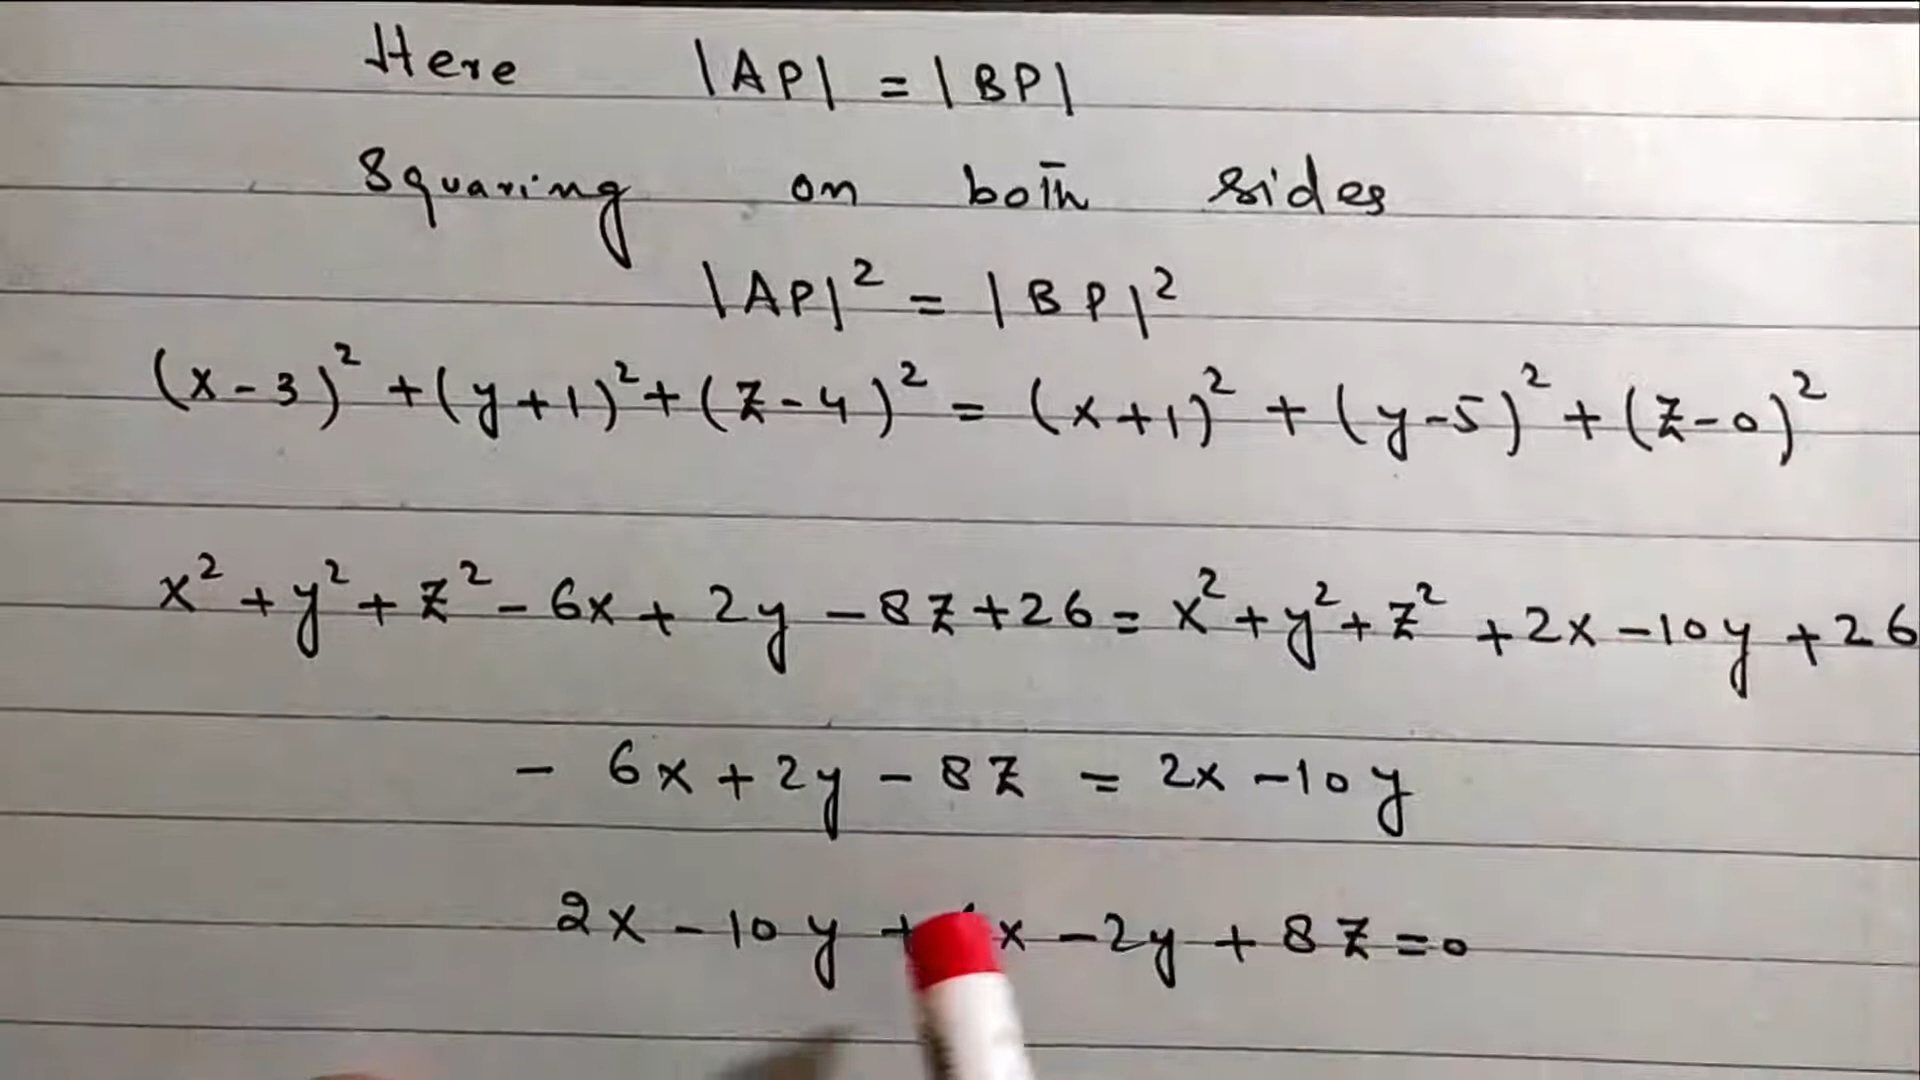 Here |AP| = |BP|
Squaring on both sides
|AP|² = |BP|²
(x-3)² + (y+1)² + (z-4)² = (x+1)² + (y-5)² + (z-0)²
x² + y² + z² - 6x + 2y - 8z + 26 = x² + y² + z² + 2x - 10y + 26
- 6x + 2y - 8z = 2x - 10y
2x - 10y + x - 2y + 8z = 0